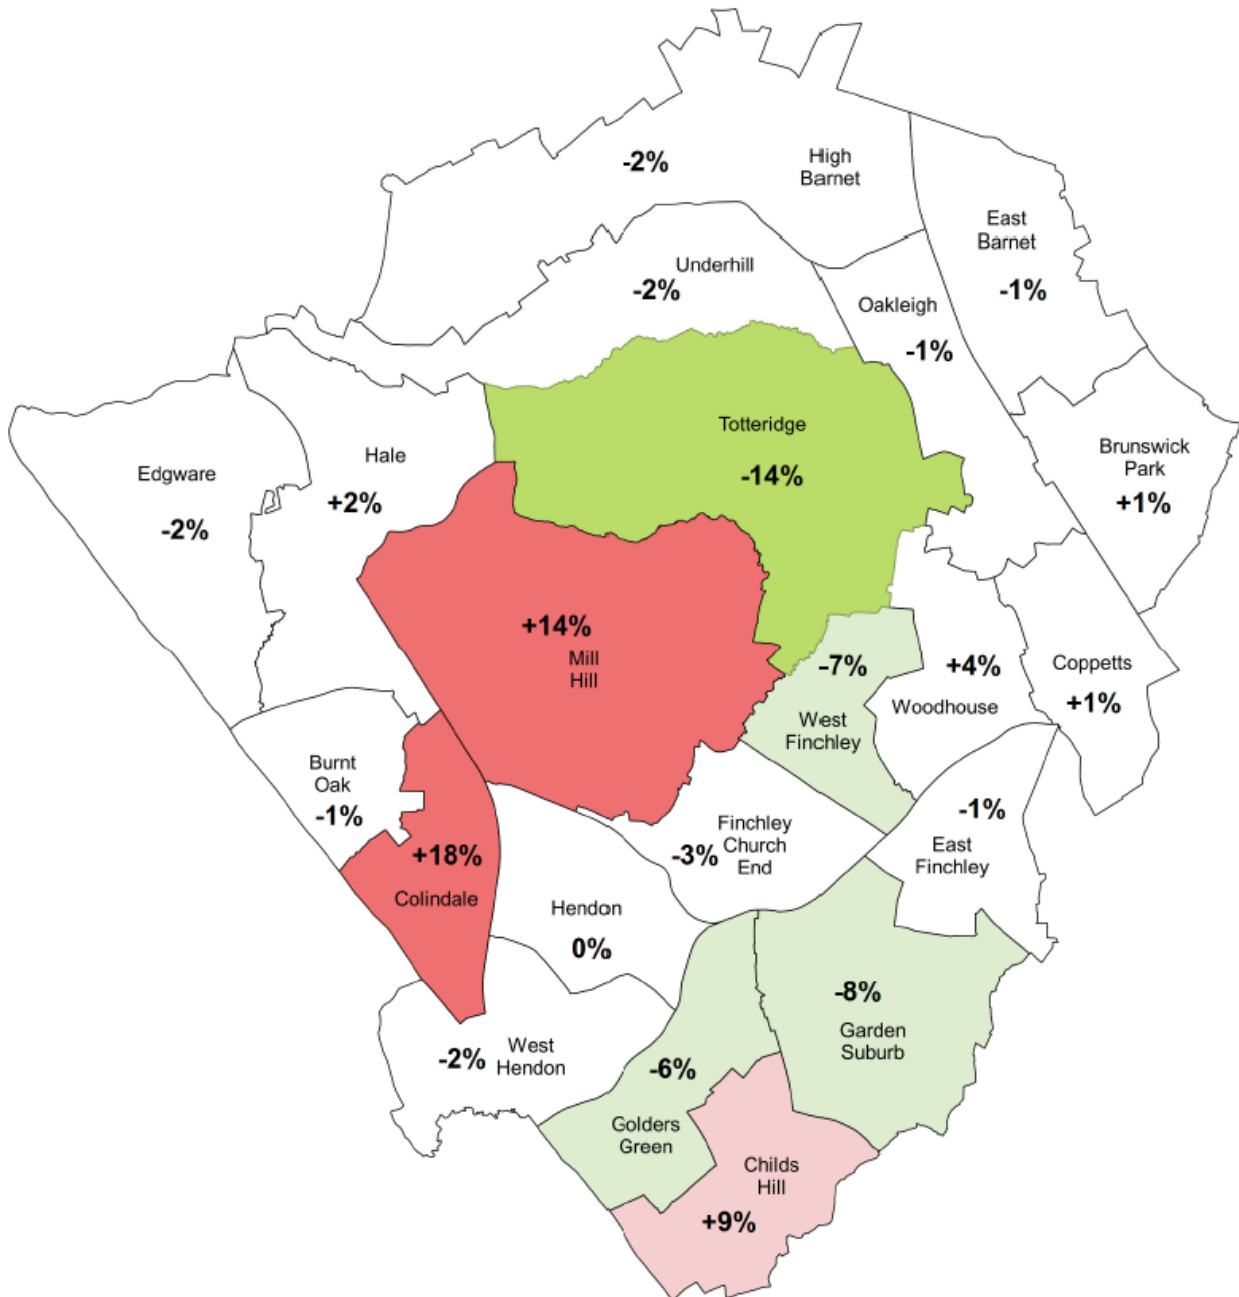 -2%
High
Barnet
East
Barnet
-1%
Underhill
-2%
Oakleigh
-1%
Totteridge
-14%
Brunswick
Park
+1%
Edgware
-2%
Hale
+2%
+14%
Mill
Hill
-7%
West
Finchley
+4%
Woodhouse
Coppetts
+1%
Burnt
Oak
-1%
+18%
Colindale
Finchley
Church
End
-3%
-1%
East
Finchley
Hendon
0%
-2%
West
Hendon
-8%
Garden
Suburb
-6%
Golders
Green
Childs
Hill
+9%